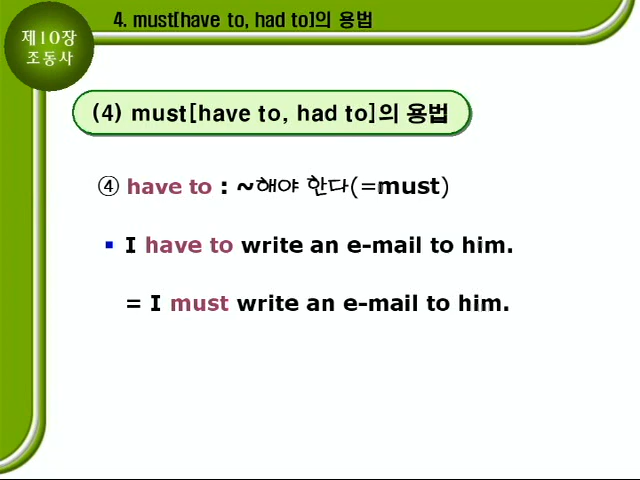 4. must[have to, had to]의 용법
제10장
조동사
(4) must[have to, had to]의 용법
④ have to : ~해야 한다(=must)
I have to write an e-mail to him.
= I must write an e-mail to him.